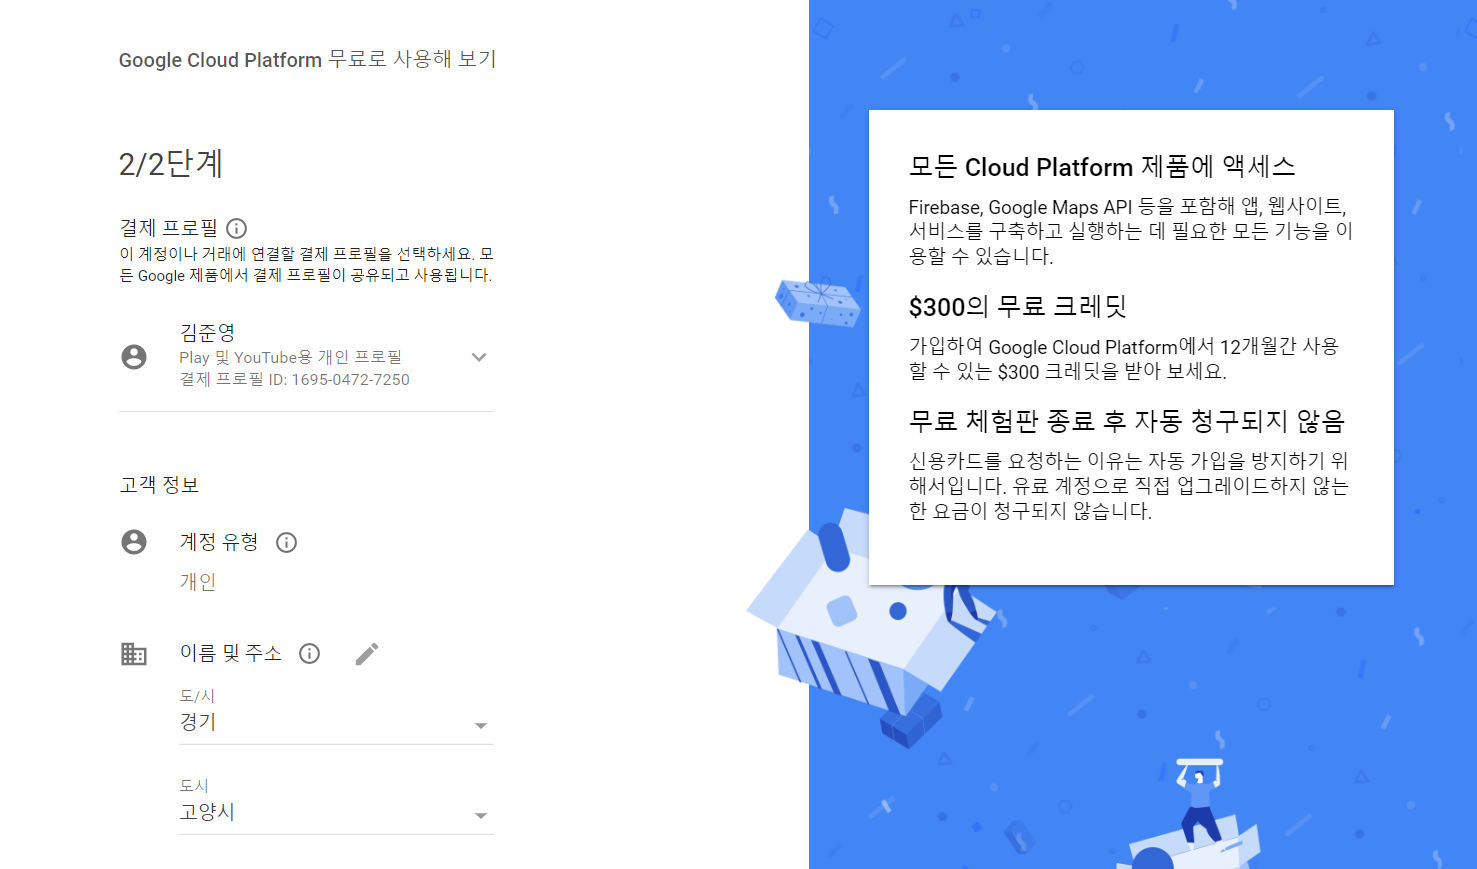 Google Cloud Platform 무료로 사용해 보기
2/2단계
결제 프로필
이 계정이나 거래에 연결할 결제 프로필을 선택하세요. 모
든 Google 제품에서 결제 프로필이 공유되고 사용됩니다.
김준영
Play 및 YouTube용 개인 프로필
결제 프로필 ID: 1695-0472-7250
고객 정보
계정 유형
개인
이름 및 주소
도/시
경기
도시
고양시
모든 Cloud Platform 제품에 액세스
Firebase, Google Maps API 등을 포함해 앱, 웹사이트,
서비스를 구축하고 실행하는 데 필요한 모든 기능을 이
용할 수 있습니다.
$300의 무료 크레딧
가입하여 Google Cloud Platform에서 12개월간 사용
할 수 있는 $300 크레딧을 받아 보세요.
무료 체험판 종료 후 자동 청구되지 않음
신용카드를 요청하는 이유는 자동 가입을 방지하기 위
해서입니다. 유료 계정으로 직접 업그레이드하지 않는
한 요금이 청구되지 않습니다.